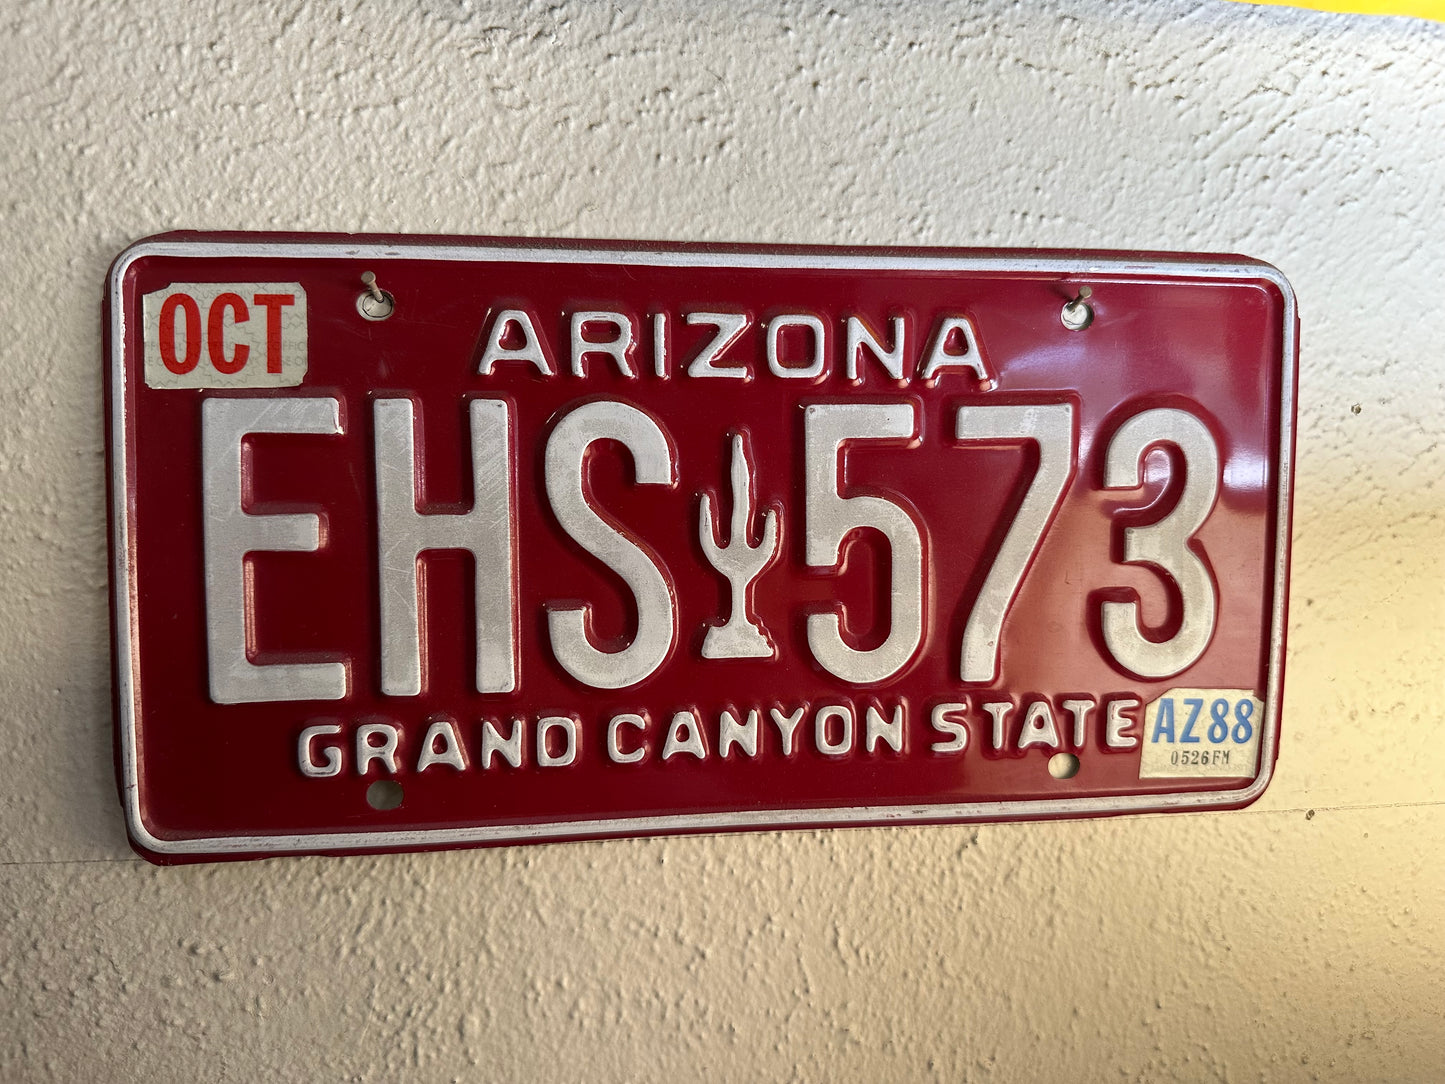 OCT
ARIZONA
EHS 573
GRAND CANYON STATE
AZ88
0526FM